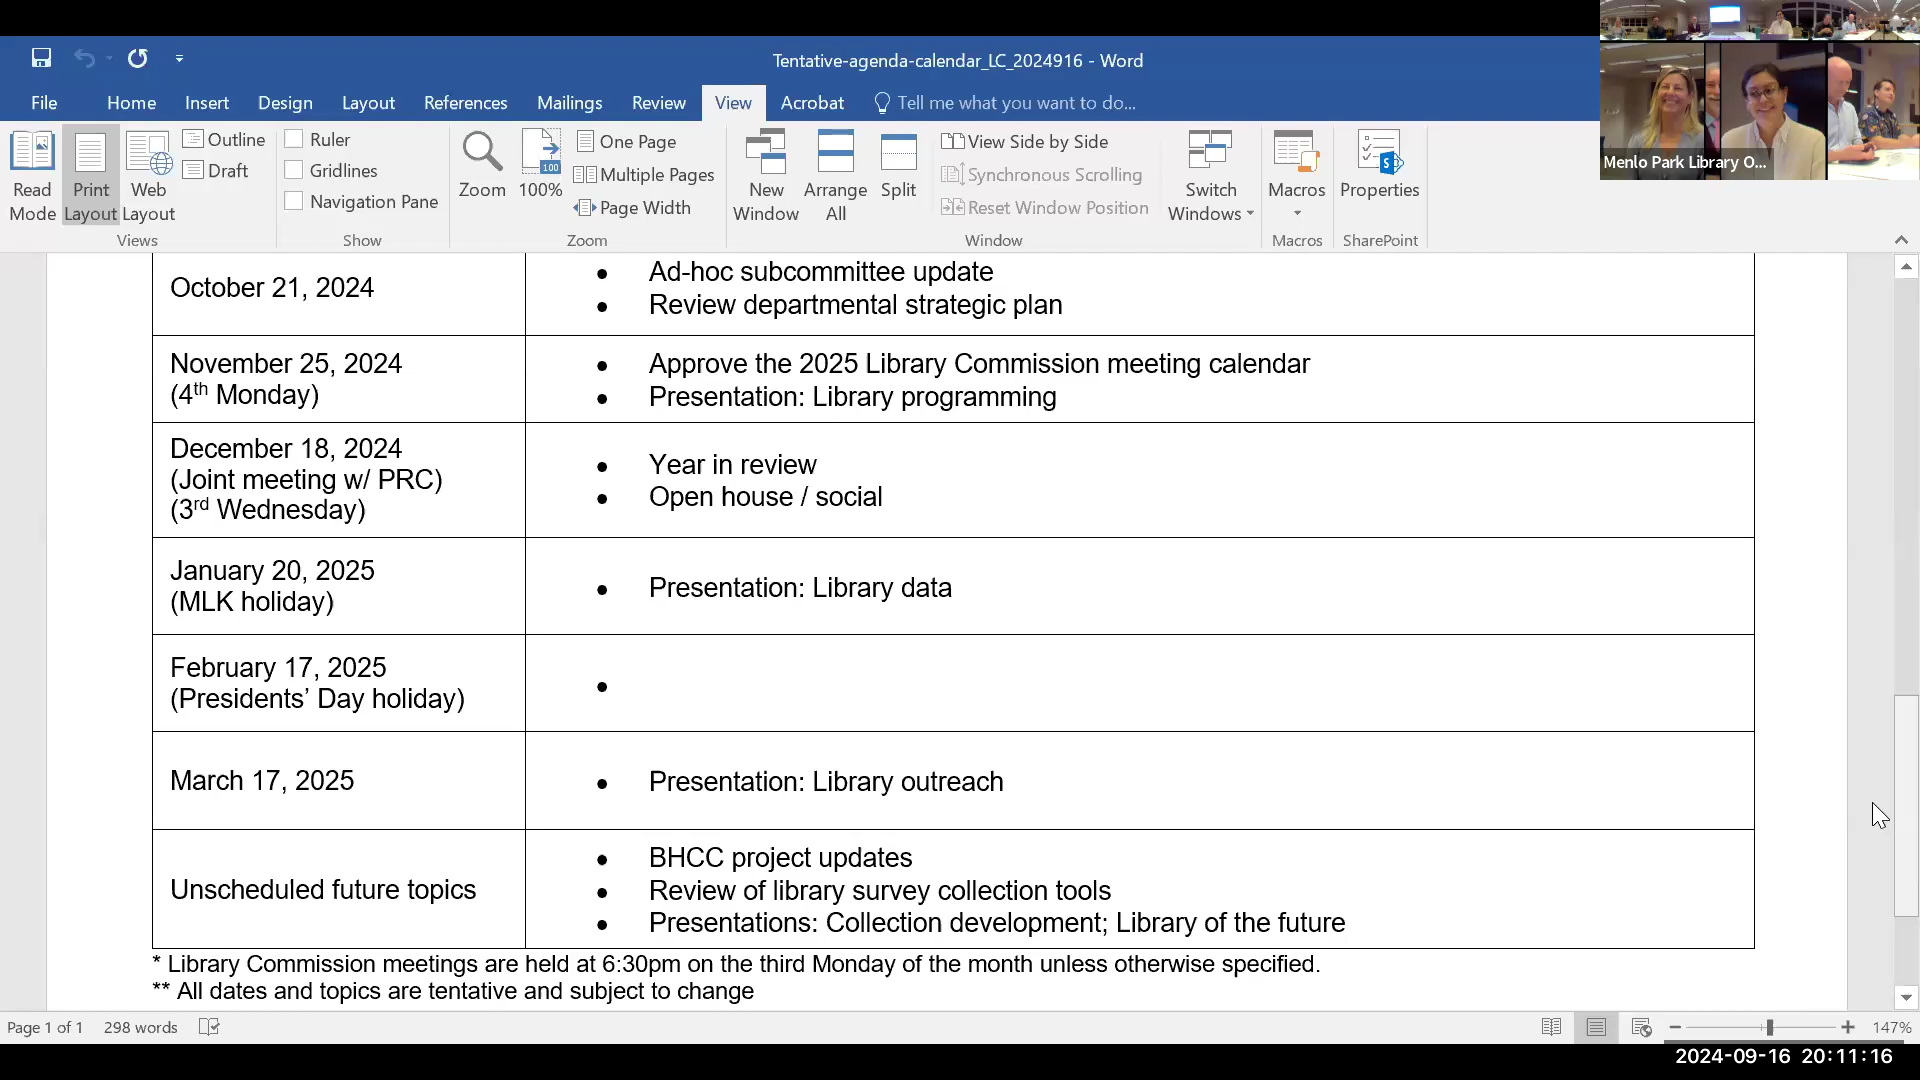 Tentative-agenda-calendar_LC_2024916 - Word
File Home Insert Design Layout References Mailings Review View Acrobat Tell me what you want to do...
Read Mode
Print Layout
Web Layout
Outline
Draft
Views
Ruler
Gridlines
Navigation Pane
Show
Zoom
100%
100
One Page
Multiple Pages
Page Width
Zoom
New Window
Arrange All
Split
View Side by Side
Synchronous Scrolling
Reset Window Position
Window
Switch Windows
Macros
Macros
Properties
SharePoint
Menlo Park Library O...
October 21, 2024
• Ad-hoc subcommittee update
• Review departmental strategic plan
November 25, 2024
(4th Monday)
• Approve the 2025 Library Commission meeting calendar
• Presentation: Library programming
December 18, 2024
(Joint meeting w/ PRC)
(3rd Wednesday)
• Year in review
• Open house / social
January 20, 2025
(MLK holiday)
• Presentation: Library data
February 17, 2025
(Presidents’ Day holiday)
•
March 17, 2025
• Presentation: Library outreach
Unscheduled future topics
• BHCC project updates
• Review of library survey collection tools
• Presentations: Collection development; Library of the future
* Library Commission meetings are held at 6:30pm on the third Monday of the month unless otherwise specified.
** All dates and topics are tentative and subject to change
Page 1 of 1 298 words
147%
2024-09-16 20:11:16